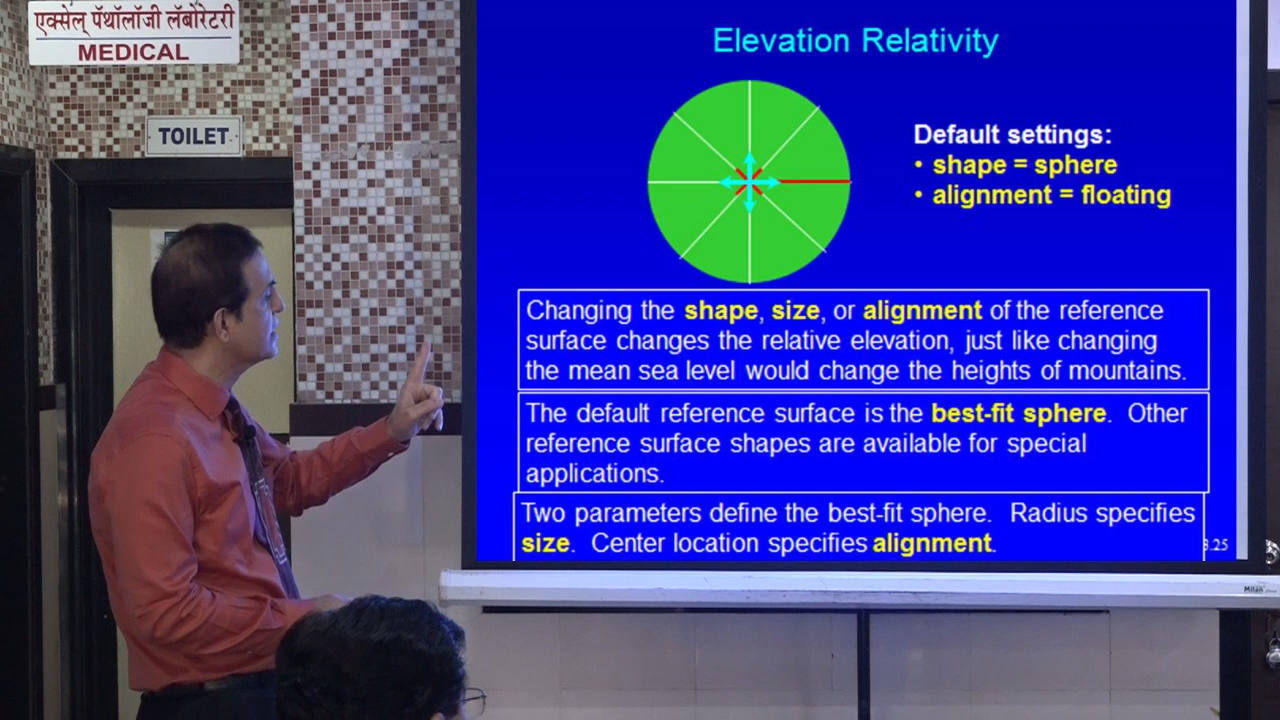 एक्सेल् पॅथॉलॉजी लॅबोरेटरी
MEDICAL
TOILET
Elevation Relativity
Default settings:
• shape = sphere
• alignment = floating
Changing the shape, size, or alignment of the reference
surface changes the relative elevation, just like changing
the mean sea level would change the heights of mountains.
The default reference surface is the best-fit sphere. Other
reference surface shapes are available for special
applications.
Two parameters define the best-fit sphere. Radius specifies
size. Center location specifies alignment.
3.25
Milan